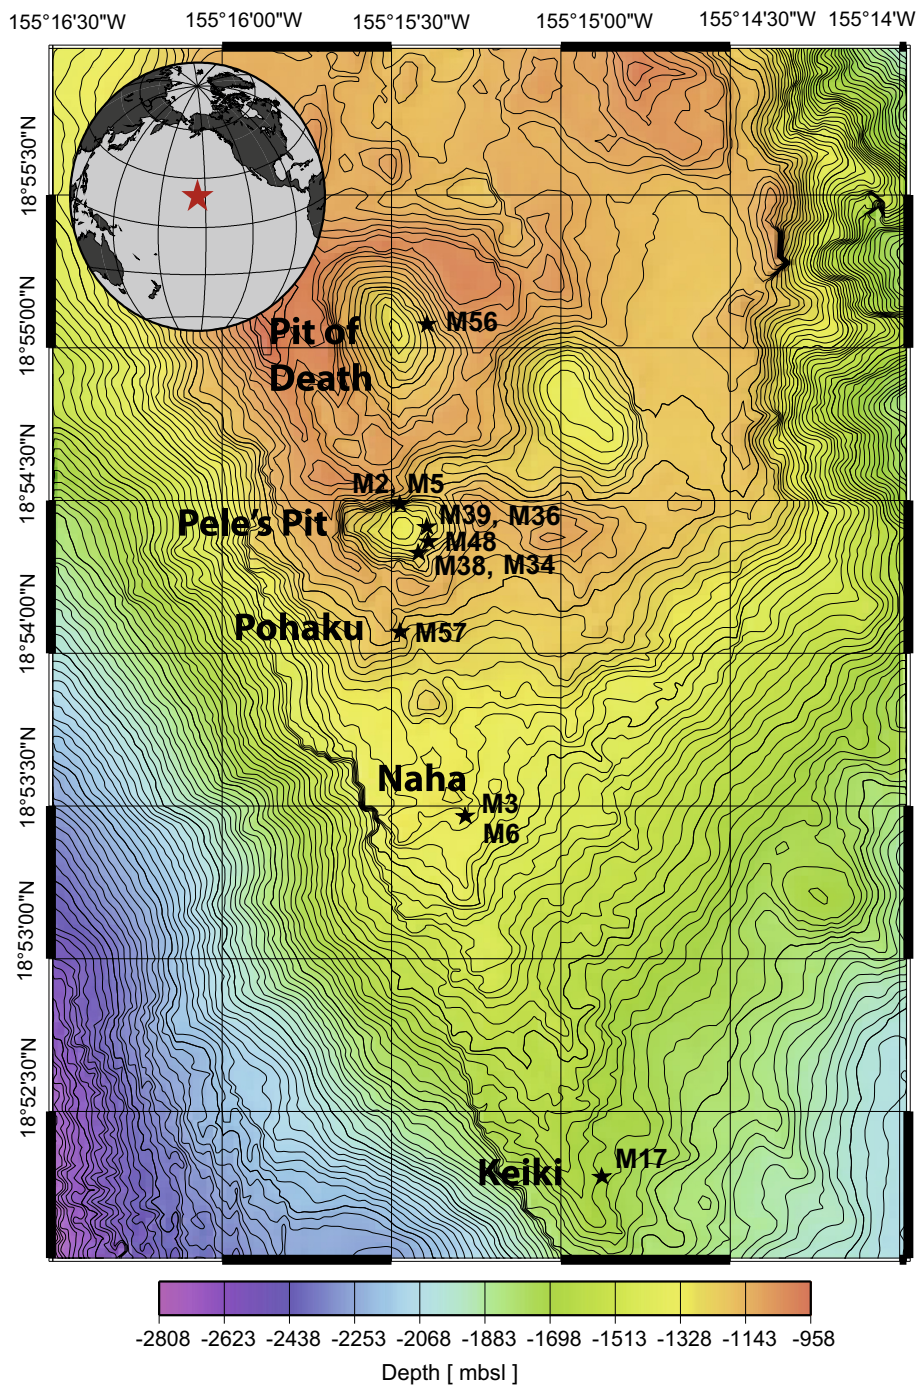 155°16'30"W 155°16'00"W 155°15'30"W 155°15'00"W 155°14'30"W 155°14'W
18°55'30"N
18°55'00"N
M56
Pit of
Death
18°54'30"N
M2, M5
Pele's Pit
M39, M36
M48
M38, M34
18°54'00"N
Pohaku
M57
18°53'30"N
Naha
M3
M6
18°53'00"N
18°52'30"N
Keiki
M17
-2808 -2623 -2438 -2253 -2068 -1883 -1698 -1513 -1328 -1143 -958
Depth [ mbsl ]